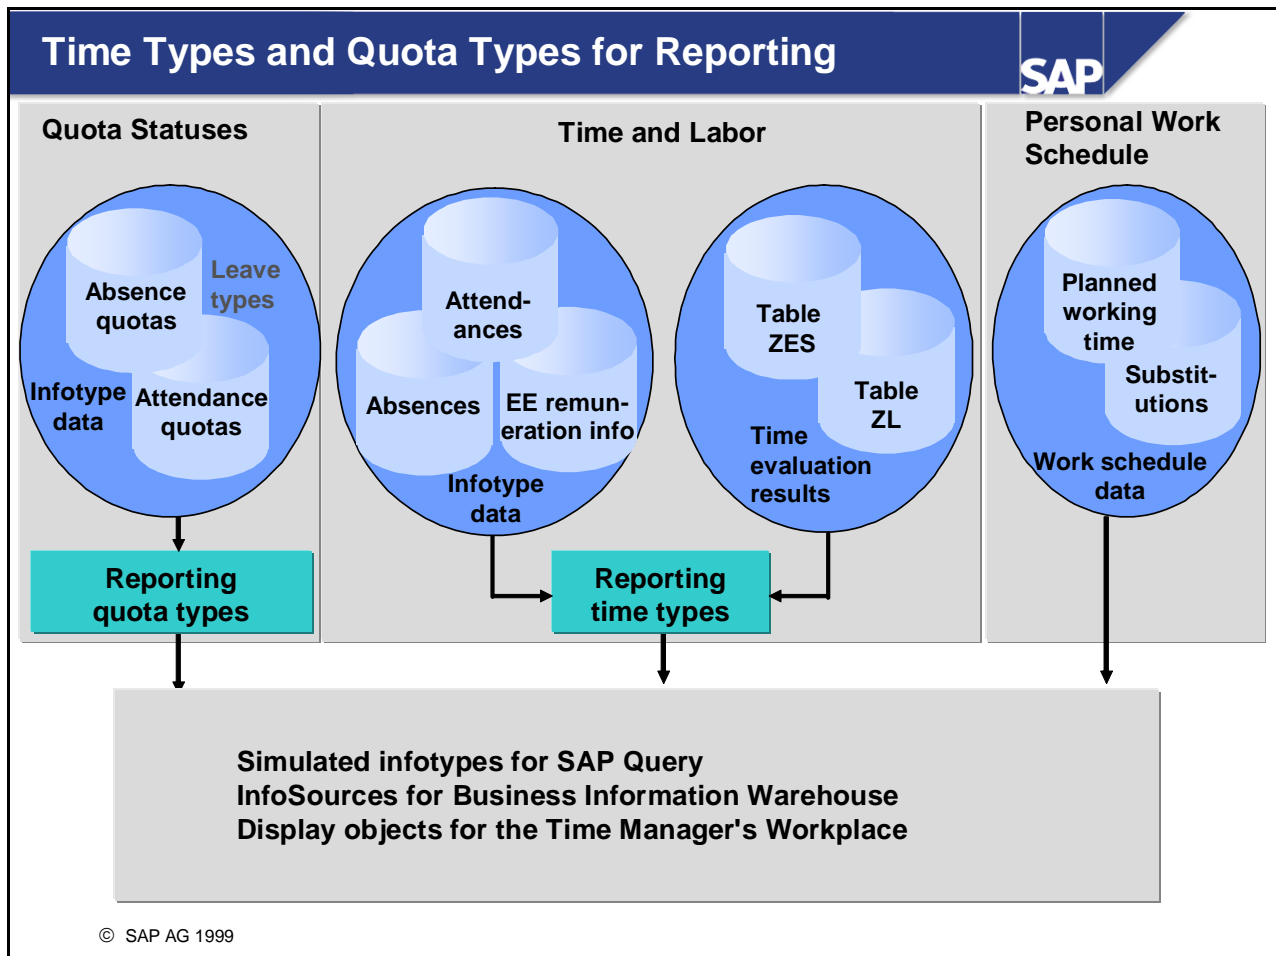 Time Types and Quota Types for Reporting
SAP
Quota Statuses
Absence
quotas
Leave
types
Attendance
quotas
Infotype
data
Reporting
quota types
Time and Labor
Attend-
ances
Absences
EE remun-
eration info
Infotype
data
Table
ZES
Table
ZL
Time
evaluation
results
Reporting
time types
Personal Work
Schedule
Planned
working
time
Substit-
utions
Work schedule
data
Simulated infotypes for SAP Query
InfoSources for Business Information Warehouse
Display objects for the Time Manager's Workplace
© SAP AG 1999